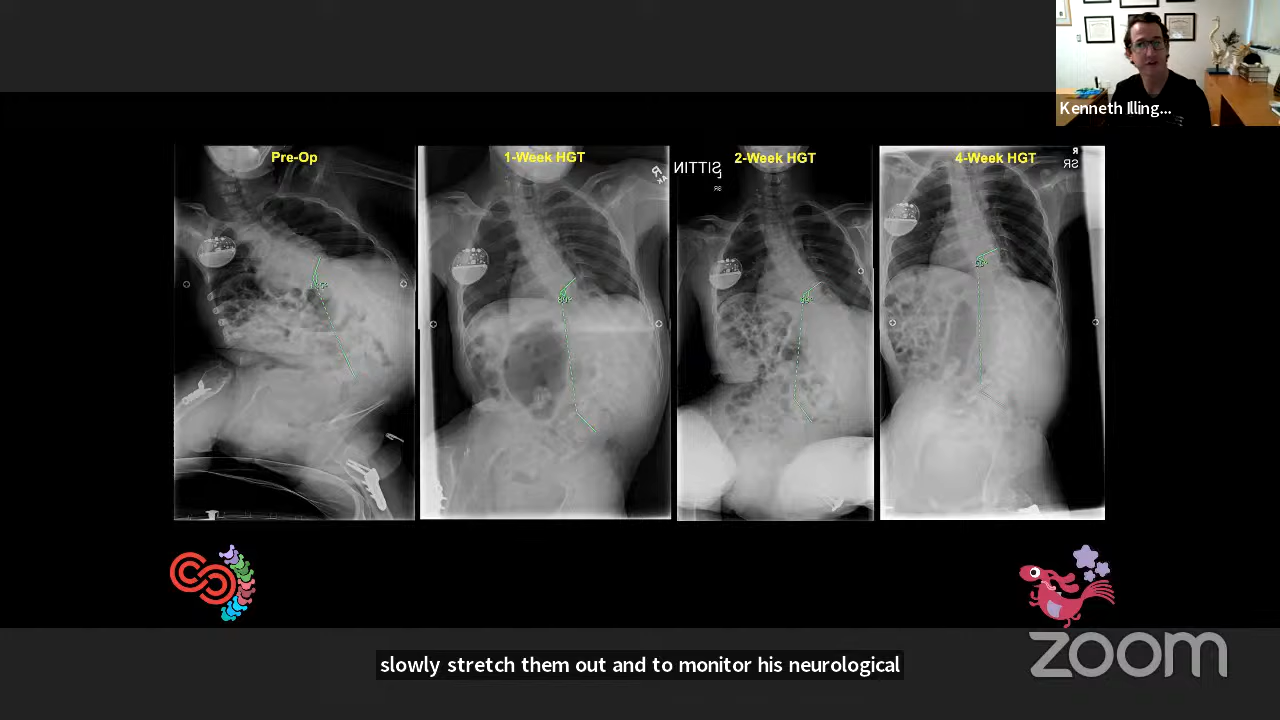 Kenneth Illing...
Pre-Op
1-Week HGT
2-Week HGT
4-Week HGT
R
SITTING
SR
slowly stretch them out and to monitor his neurological
zoom